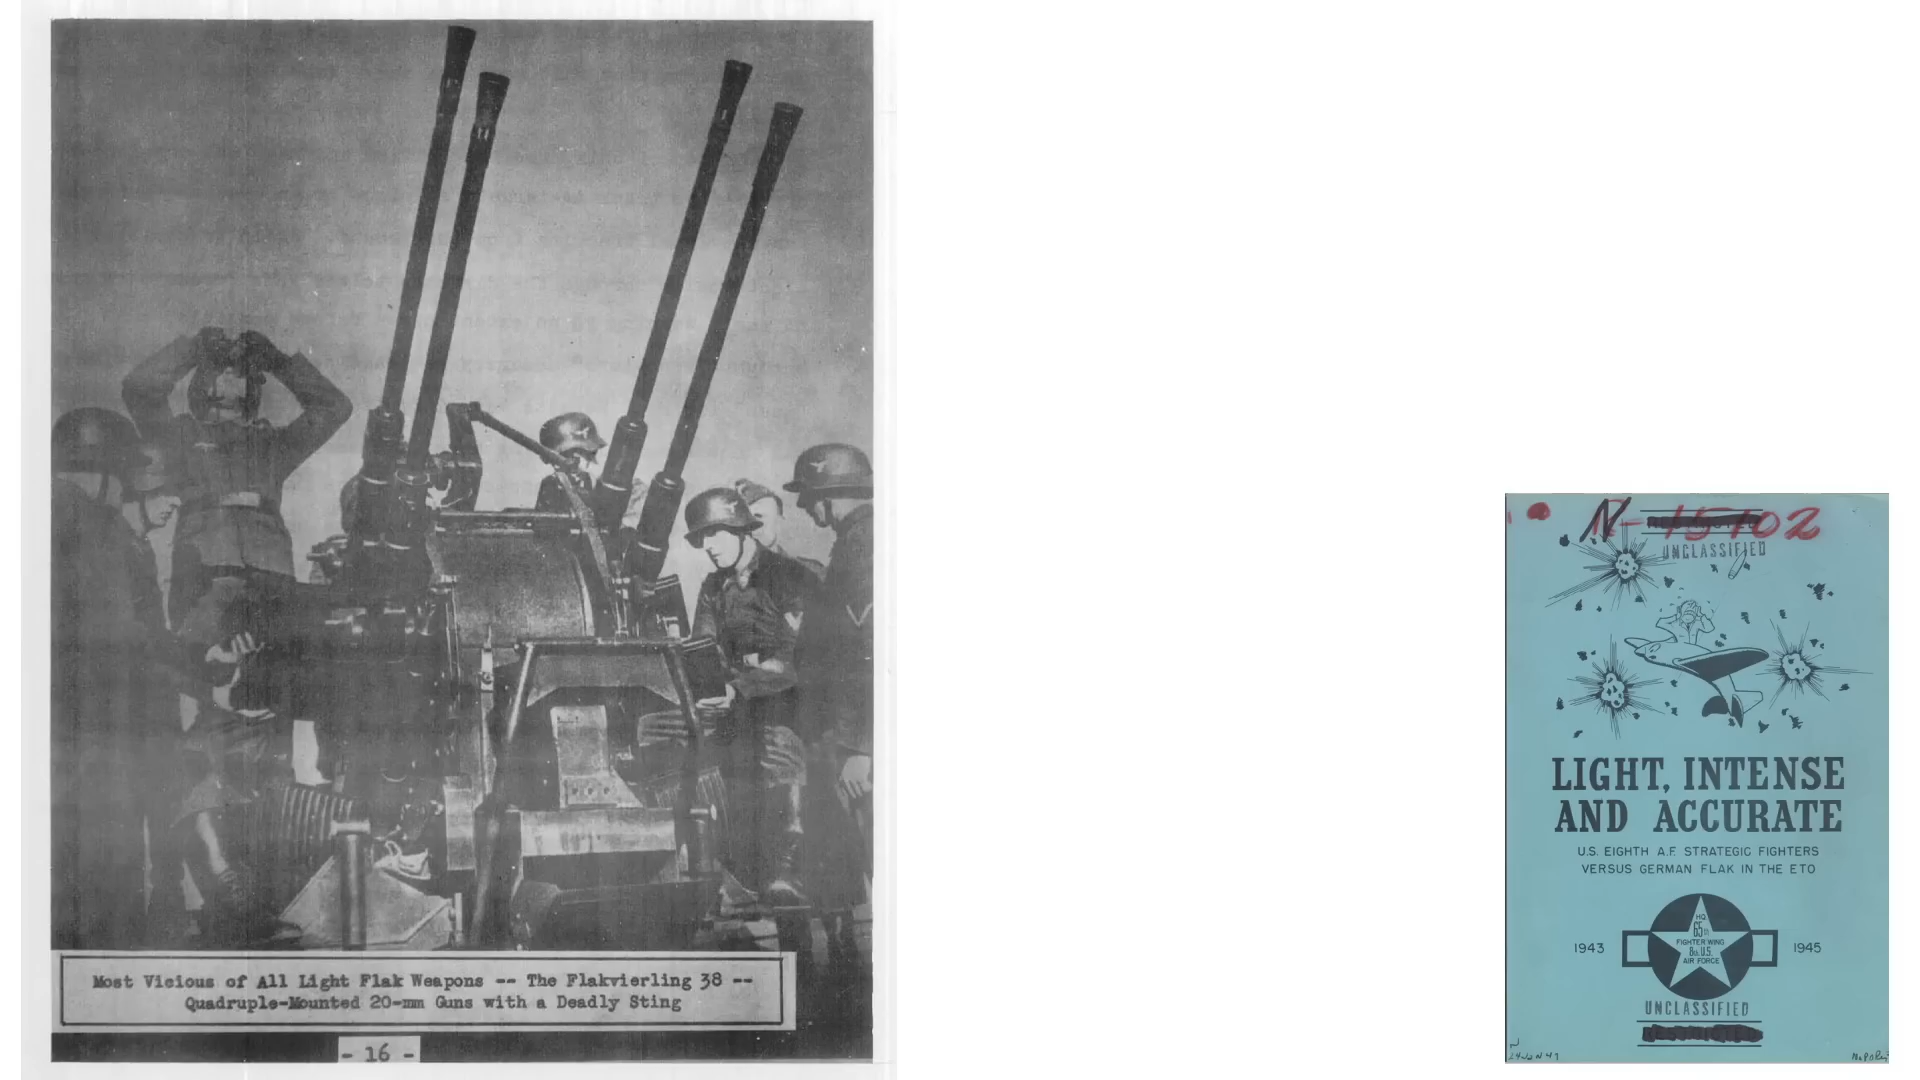 Most Vicious of All Light Flak Weapons -- The Flakvierling 38 --
Quadruple-Mounted 20-mm Guns with a Deadly Sting
- 16 -
N-15102
UNCLASSIFIED
LIGHT, INTENSE
AND ACCURATE
U.S. EIGHTH A.F. STRATEGIC FIGHTERS
VERSUS GERMAN FLAK IN THE ETO
1943
HQ.
65th
FIGHTER WING
8th U.S.
AIR FORCE
1945
UNCLASSIFIED